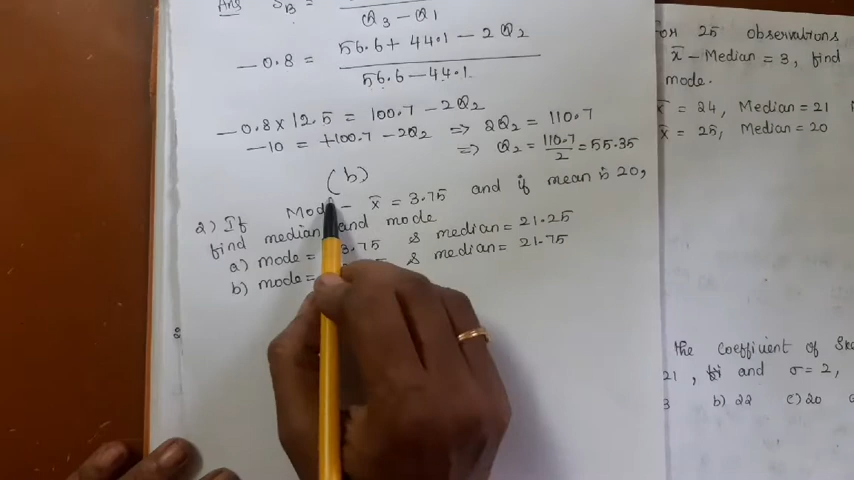 Ans S_B =
Q3 - Q1
-0.8 = 56.6 + 44.1 - 2Q2
56.6 - 44.1
-0.8 x 12.5 = 100.7 - 2Q2
-10 = +100.7 - 2Q2 => 2Q2 = 110.7
=> Q2 = 110.7/2 = 55.35
(b)
2) If Mode - x̄ = 3.75 and if mean is 20,
find median and mode
a) mode = 3.75 & median = 21.25
b) mode = & median = 21.75
For 25 observations
x̄ - Median = 3, find
mode.
x̄ = 24, Median = 21
x̄ = 25, Median = 20
the coefficient of
21, and σ = 2,
3 b) 22 c) 20